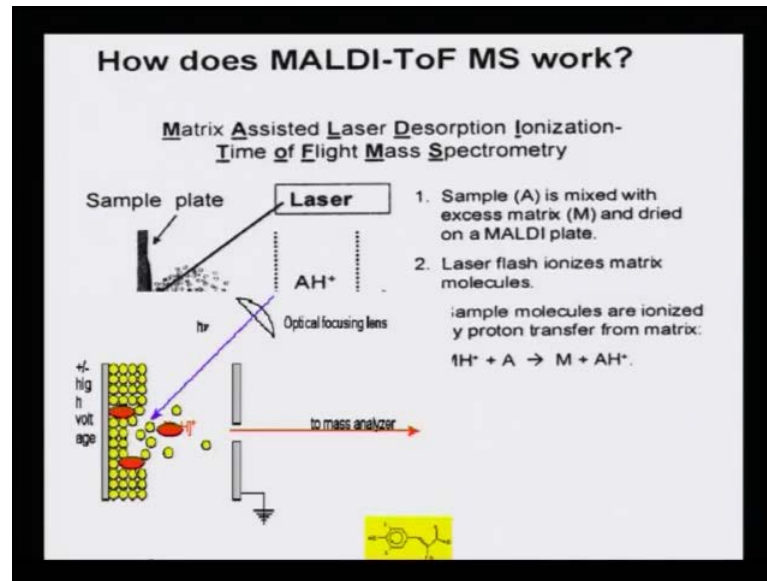 How does MALDI-ToF MS work?
Matrix Assisted Laser Desorption Ionization-
Time of Flight Mass Spectrometry
Sample plate
Laser
AH+
hν
Optical focusing lens
+/-
hig
h
volt
age
H]+
to mass analyzer
1. Sample (A) is mixed with
excess matrix (M) and dried
on a MALDI plate.
2. Laser flash ionizes matrix
molecules.
ample molecules are ionized
y proton transfer from matrix:
H+ + A → M + AH+.